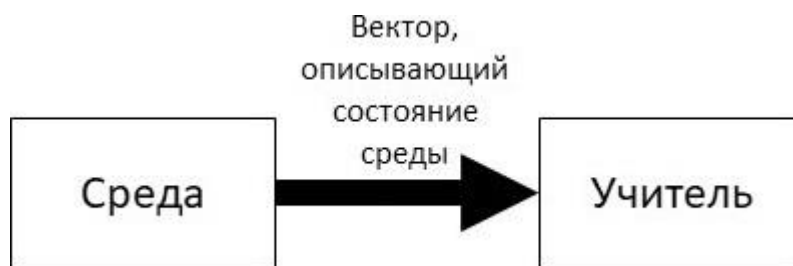 Вектор,
описывающий
состояние
среды
Среда
Учитель